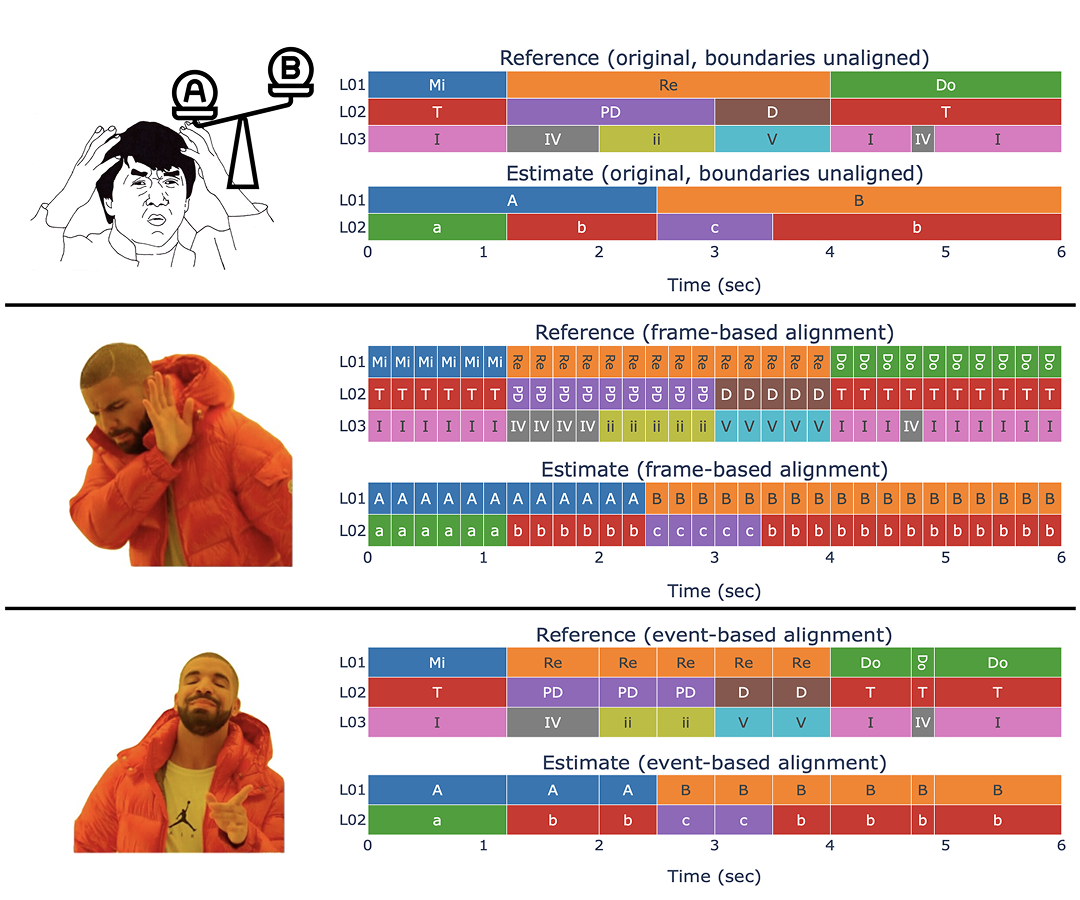 A B
Reference (original, boundaries unaligned)
L01 Mi Re Do
L02 T PD D T
L03 I IV ii V I IV I
Estimate (original, boundaries unaligned)
L01 A B
L02 a b c b
0 1 2 3 4 5 6
Time (sec)
Reference (frame-based alignment)
L01 Mi Mi Mi Mi Mi Mi Re Re Re Re Re Re Re Re Re Re Re Re Re Re Do Do Do Do Do Do Do Do Do Do
L02 T T T T T T PD PD PD PD PD PD PD PD PD D D D D D T T T T T T T T T T
L03 I I I I I I IV IV IV IV ii ii ii ii ii V V V V V I I I IV I I I I I I
Estimate (frame-based alignment)
L01 A A A A A A A A A A A A B B B B B B B B B B B B B B B B B B
L02 a a a a a a b b b b b b c c c c c b b b b b b b b b b b b b
0 1 2 3 4 5 6
Time (sec)
Reference (event-based alignment)
L01 Mi Re Re Re Re Re Do Do Do
L02 T PD PD PD D D T T T
L03 I IV ii ii V V I IV I
Estimate (event-based alignment)
L01 A A A B B B B B B
L02 a b b c c b b b b
0 1 2 3 4 5 6
Time (sec)